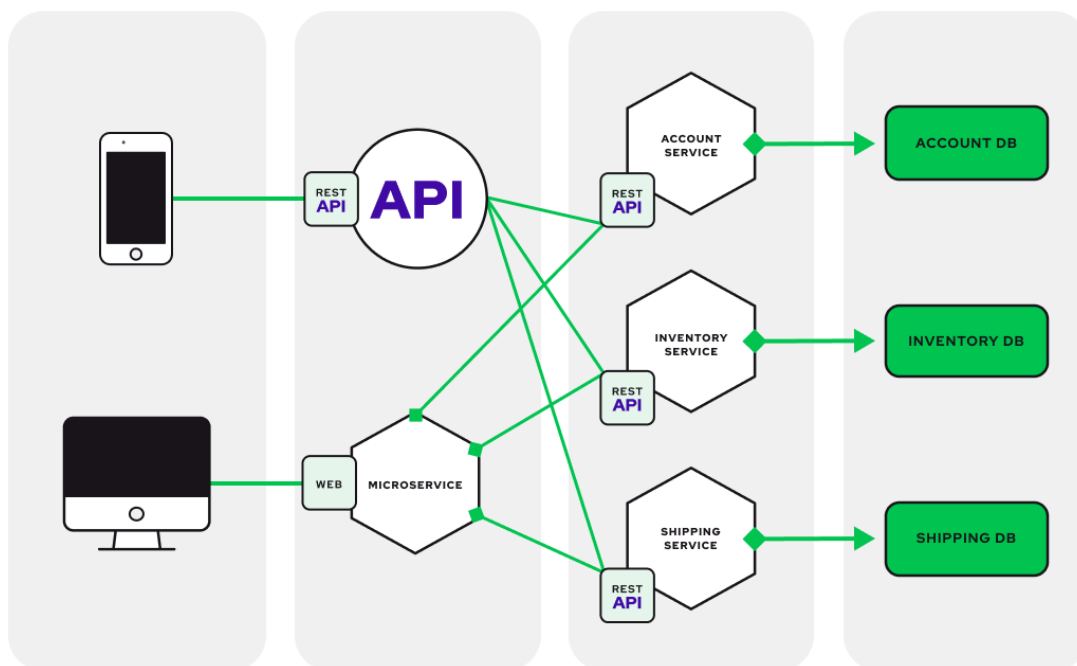 REST
API
API
WEB
MICROSERVICE
ACCOUNT
SERVICE
REST
API
INVENTORY
SERVICE
REST
API
SHIPPING
SERVICE
REST
API
ACCOUNT DB
INVENTORY DB
SHIPPING DB